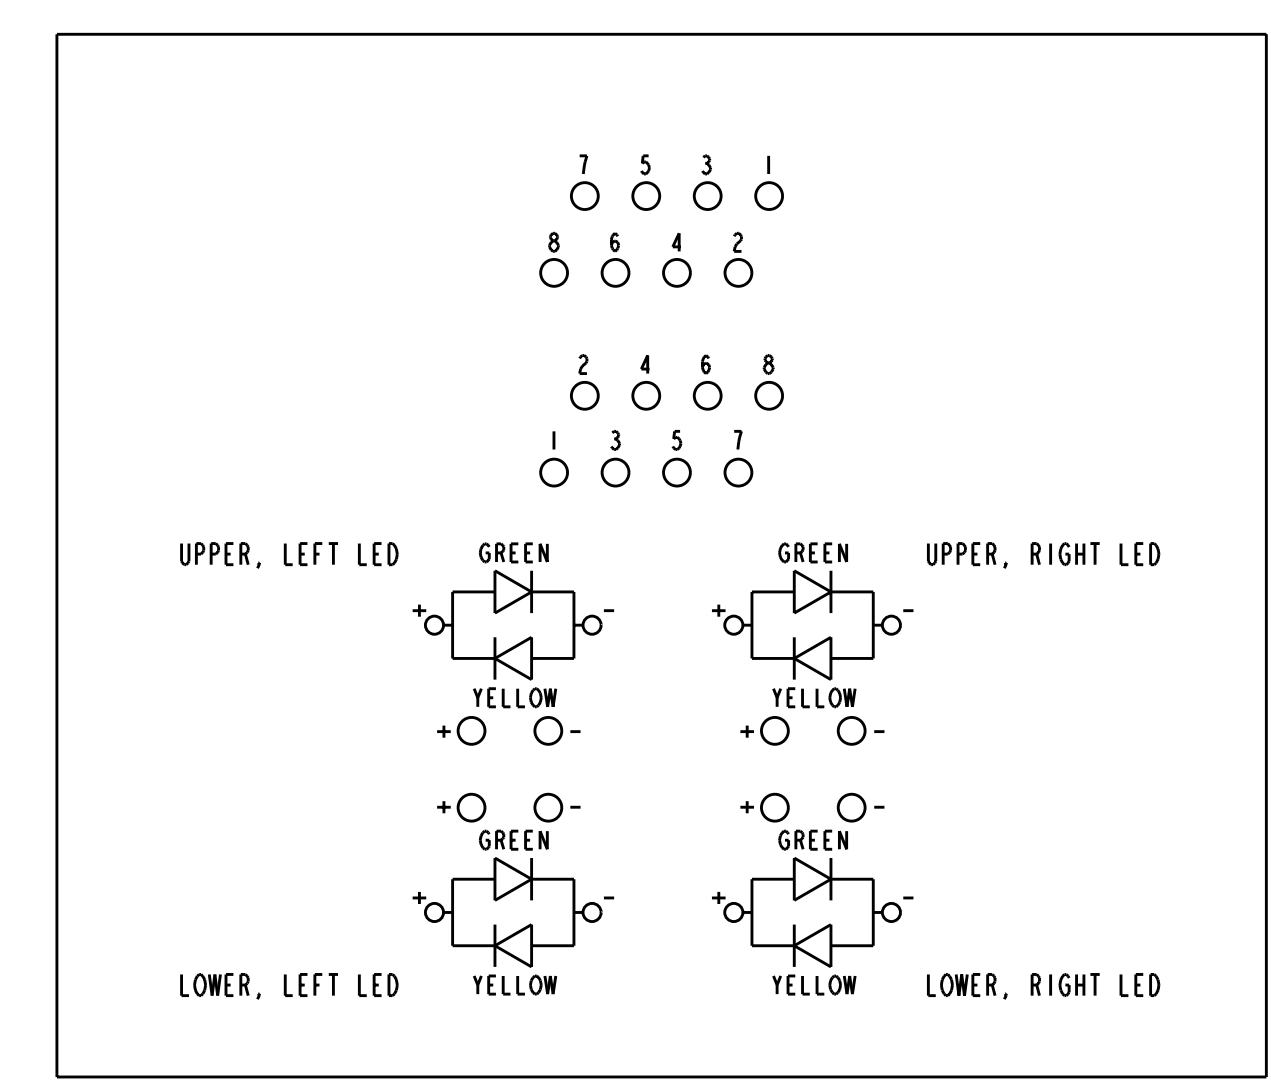 7 5 3 1
8 6 4 2
2 4 6 8
1 3 5 7
UPPER, LEFT LED GREEN GREEN UPPER, RIGHT LED
+ - + -
YELLOW YELLOW
+ - + -
+ - + -
GREEN GREEN
+ - + -
LOWER, LEFT LED YELLOW YELLOW LOWER, RIGHT LED